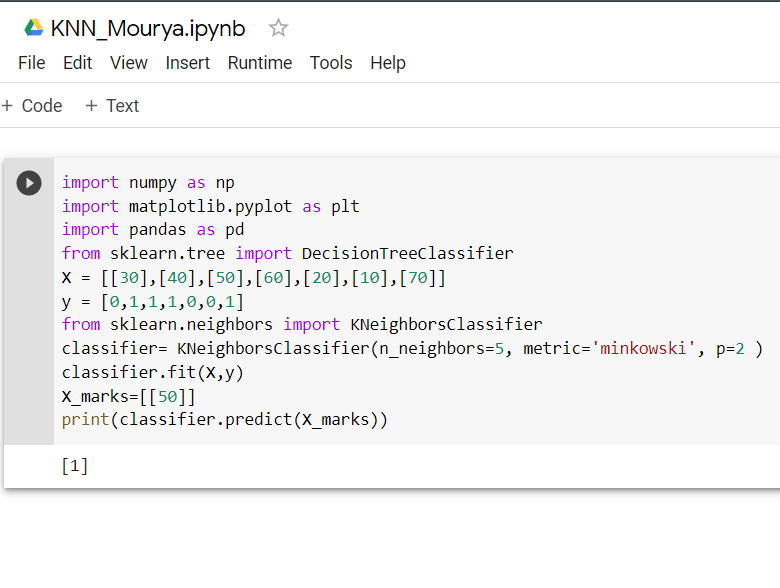 KNN_Mourya.ipynb
File Edit View Insert Runtime Tools Help
+ Code + Text
import numpy as np
import matplotlib.pyplot as plt
import pandas as pd
from sklearn.tree import DecisionTreeClassifier
X = [[30],[40],[50],[60],[20],[10],[70]]
y = [0,1,1,1,0,0,1]
from sklearn.neighbors import KNeighborsClassifier
classifier= KNeighborsClassifier(n_neighbors=5, metric='minkowski', p=2 )
classifier.fit(X,y)
X_marks=[[50]]
print(classifier.predict(X_marks))
[1]